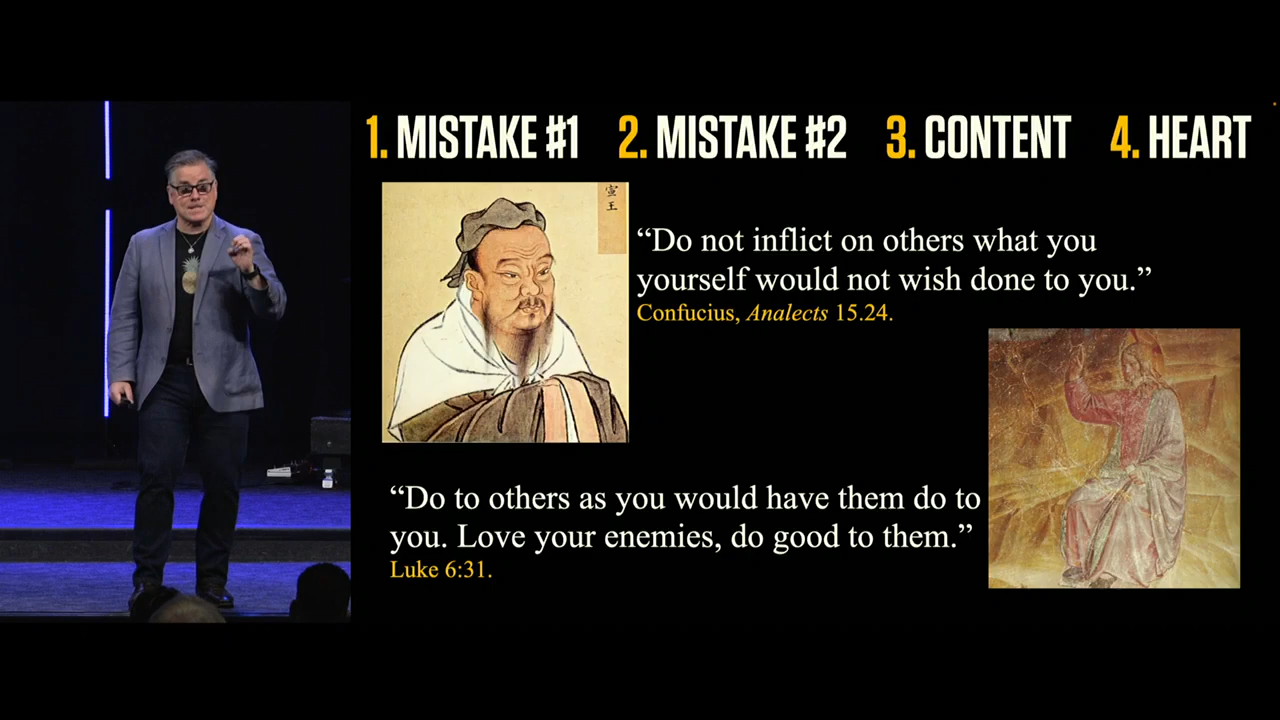 1. MISTAKE #1 2. MISTAKE #2 3. CONTENT 4. HEART
宣
王
“Do not inflict on others what you
yourself would not wish done to you.”
Confucius, Analects 15.24.
“Do to others as you would have them do to
you. Love your enemies, do good to them.”
Luke 6:31.